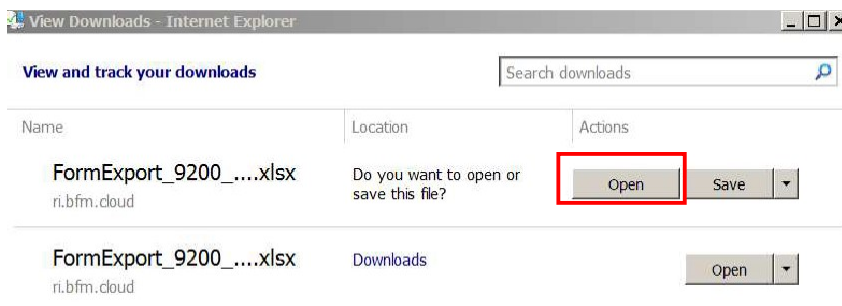 View Downloads - Internet Explorer
View and track your downloads
Search downloads
Name
Location
Actions
FormExport_9200_....xlsx
ri.bfm.cloud
Do you want to open or
save this file?
Open
Save
FormExport_9200_....xlsx
ri.bfm.cloud
Downloads
Open